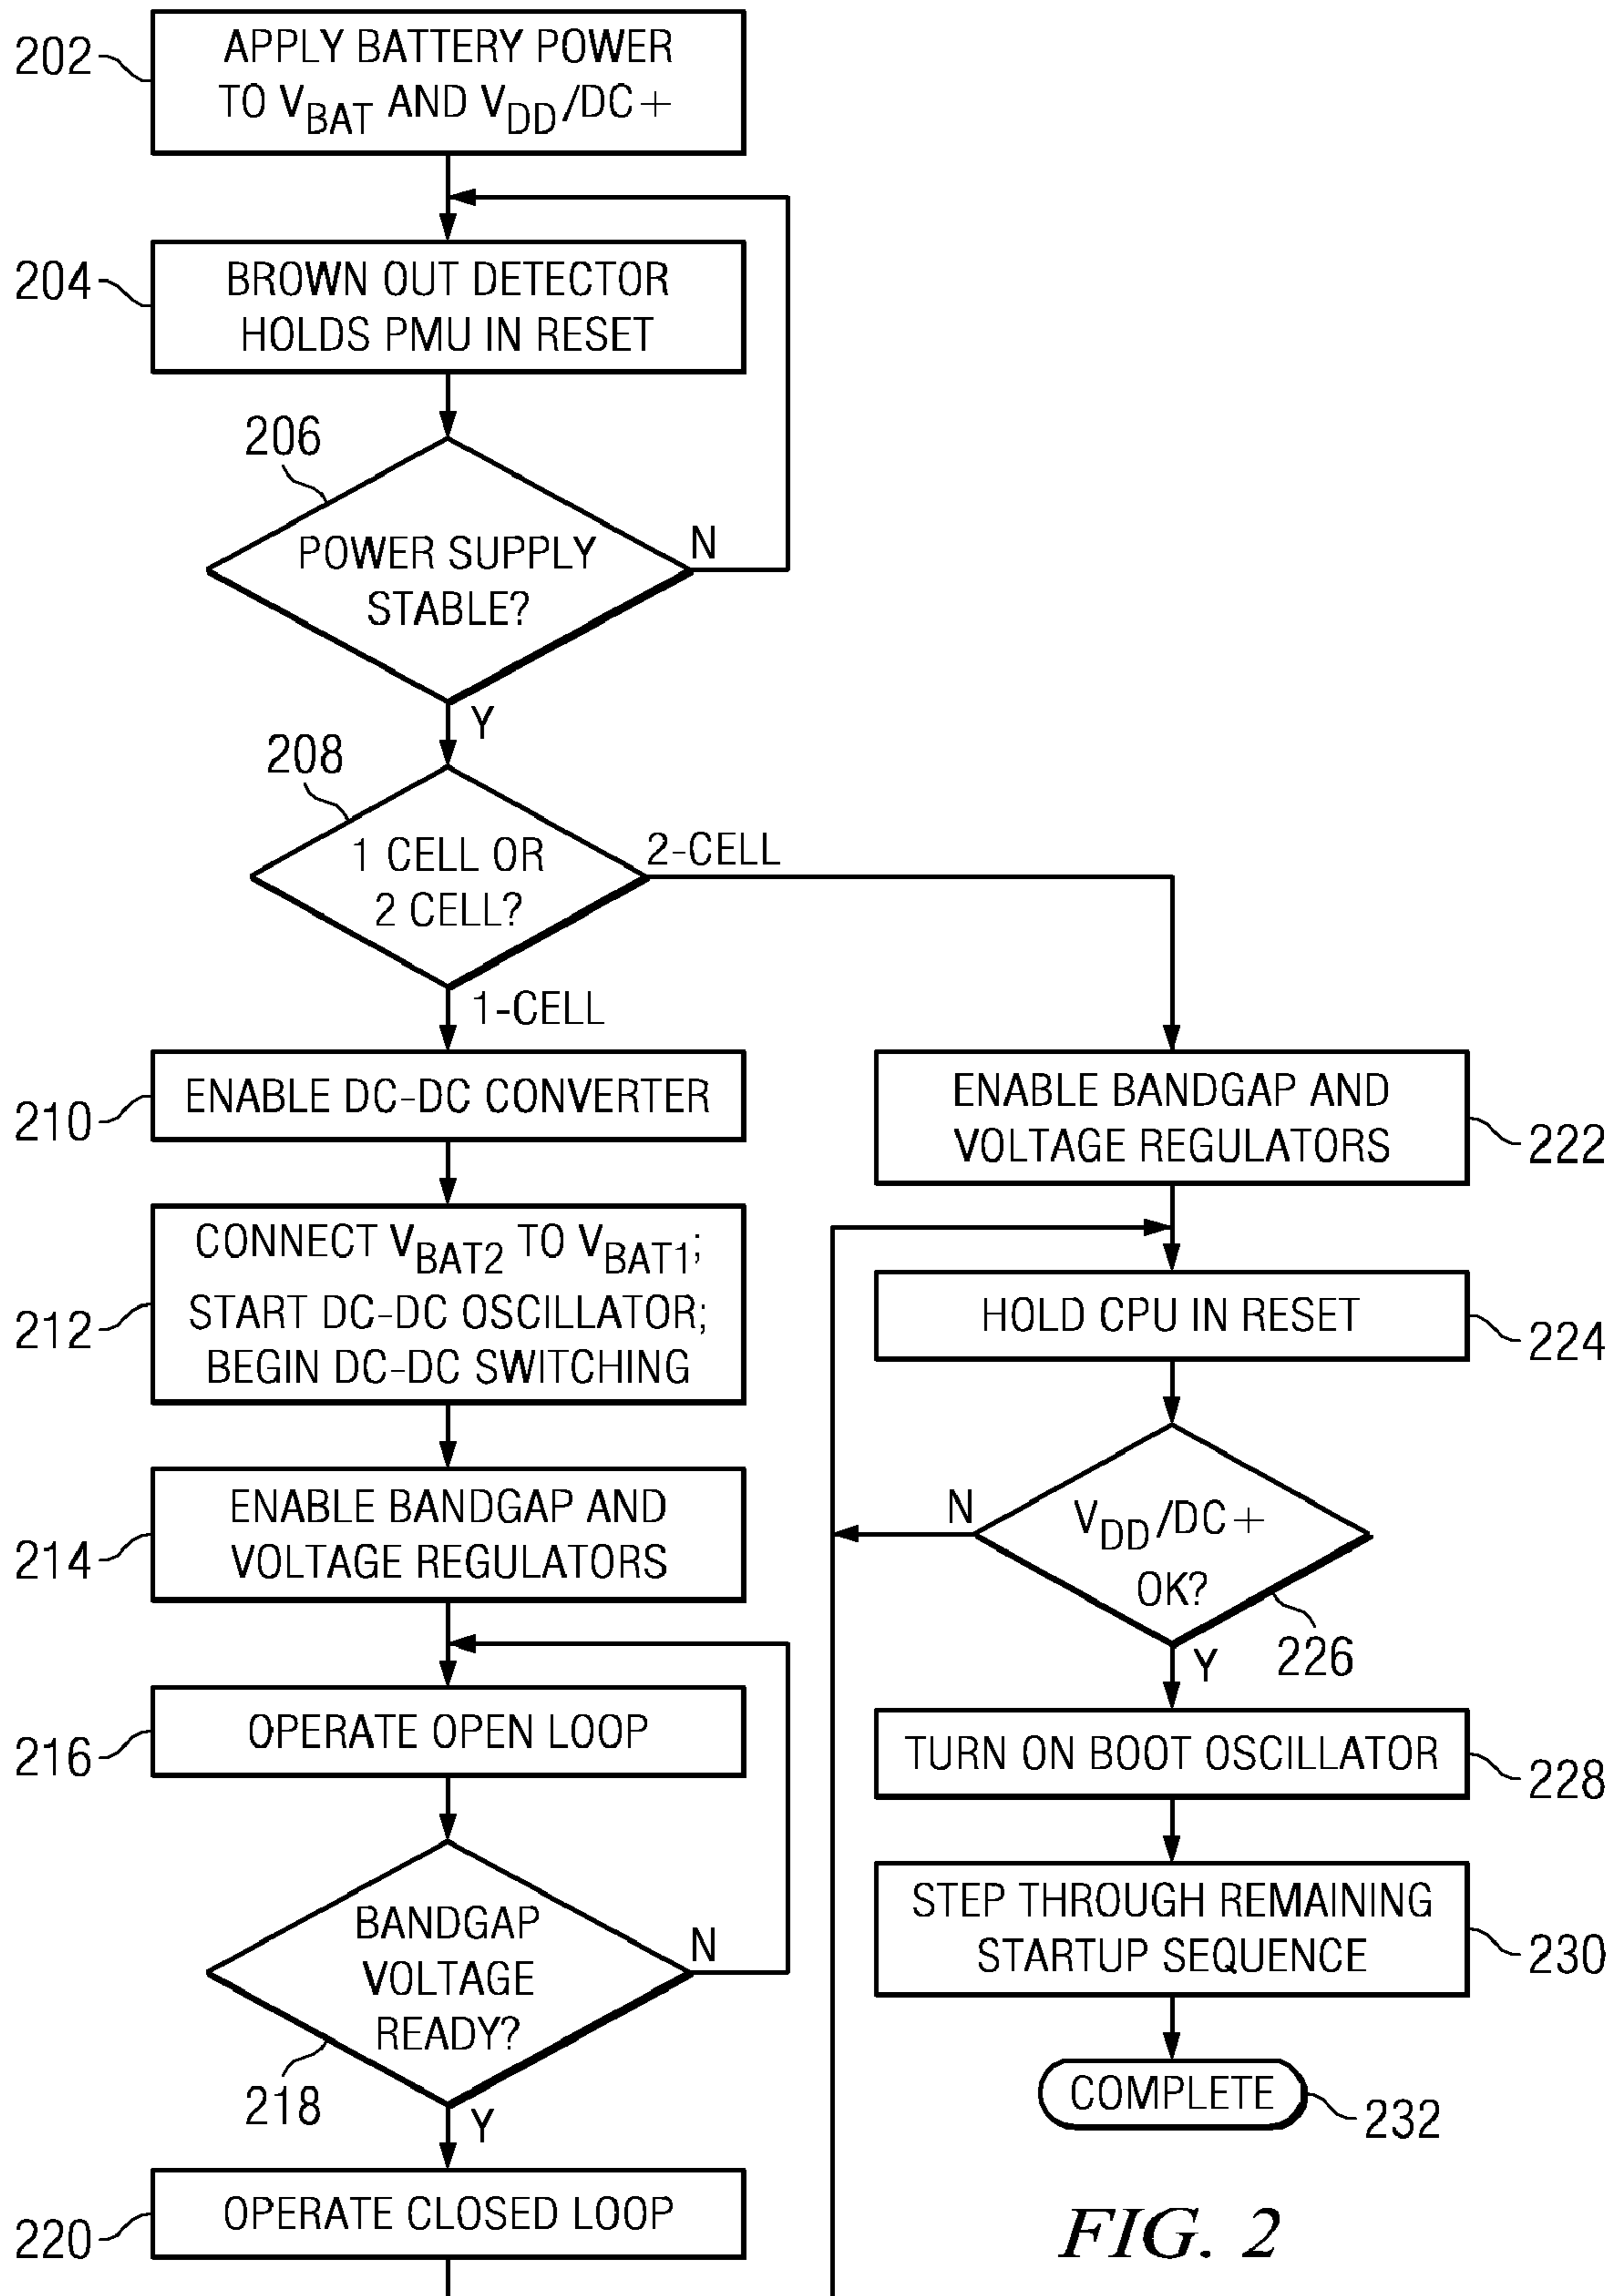 202
APPLY BATTERY POWER
TO VBAT AND VDD/DC+
204
BROWN OUT DETECTOR
HOLDS PMU IN RESET
206
POWER SUPPLY
STABLE?
N
Y
208
1 CELL OR
2 CELL?
2-CELL
1-CELL
210
ENABLE DC-DC CONVERTER
212
CONNECT VBAT2 TO VBAT1;
START DC-DC OSCILLATOR;
BEGIN DC-DC SWITCHING
214
ENABLE BANDGAP AND
VOLTAGE REGULATORS
216
OPERATE OPEN LOOP
218
BANDGAP
VOLTAGE
READY?
N
Y
220
OPERATE CLOSED LOOP
ENABLE BANDGAP AND
VOLTAGE REGULATORS
222
HOLD CPU IN RESET
224
N
VDD/DC+
OK?
226
Y
TURN ON BOOT OSCILLATOR
228
STEP THROUGH REMAINING
STARTUP SEQUENCE
230
COMPLETE
232
FIG. 2